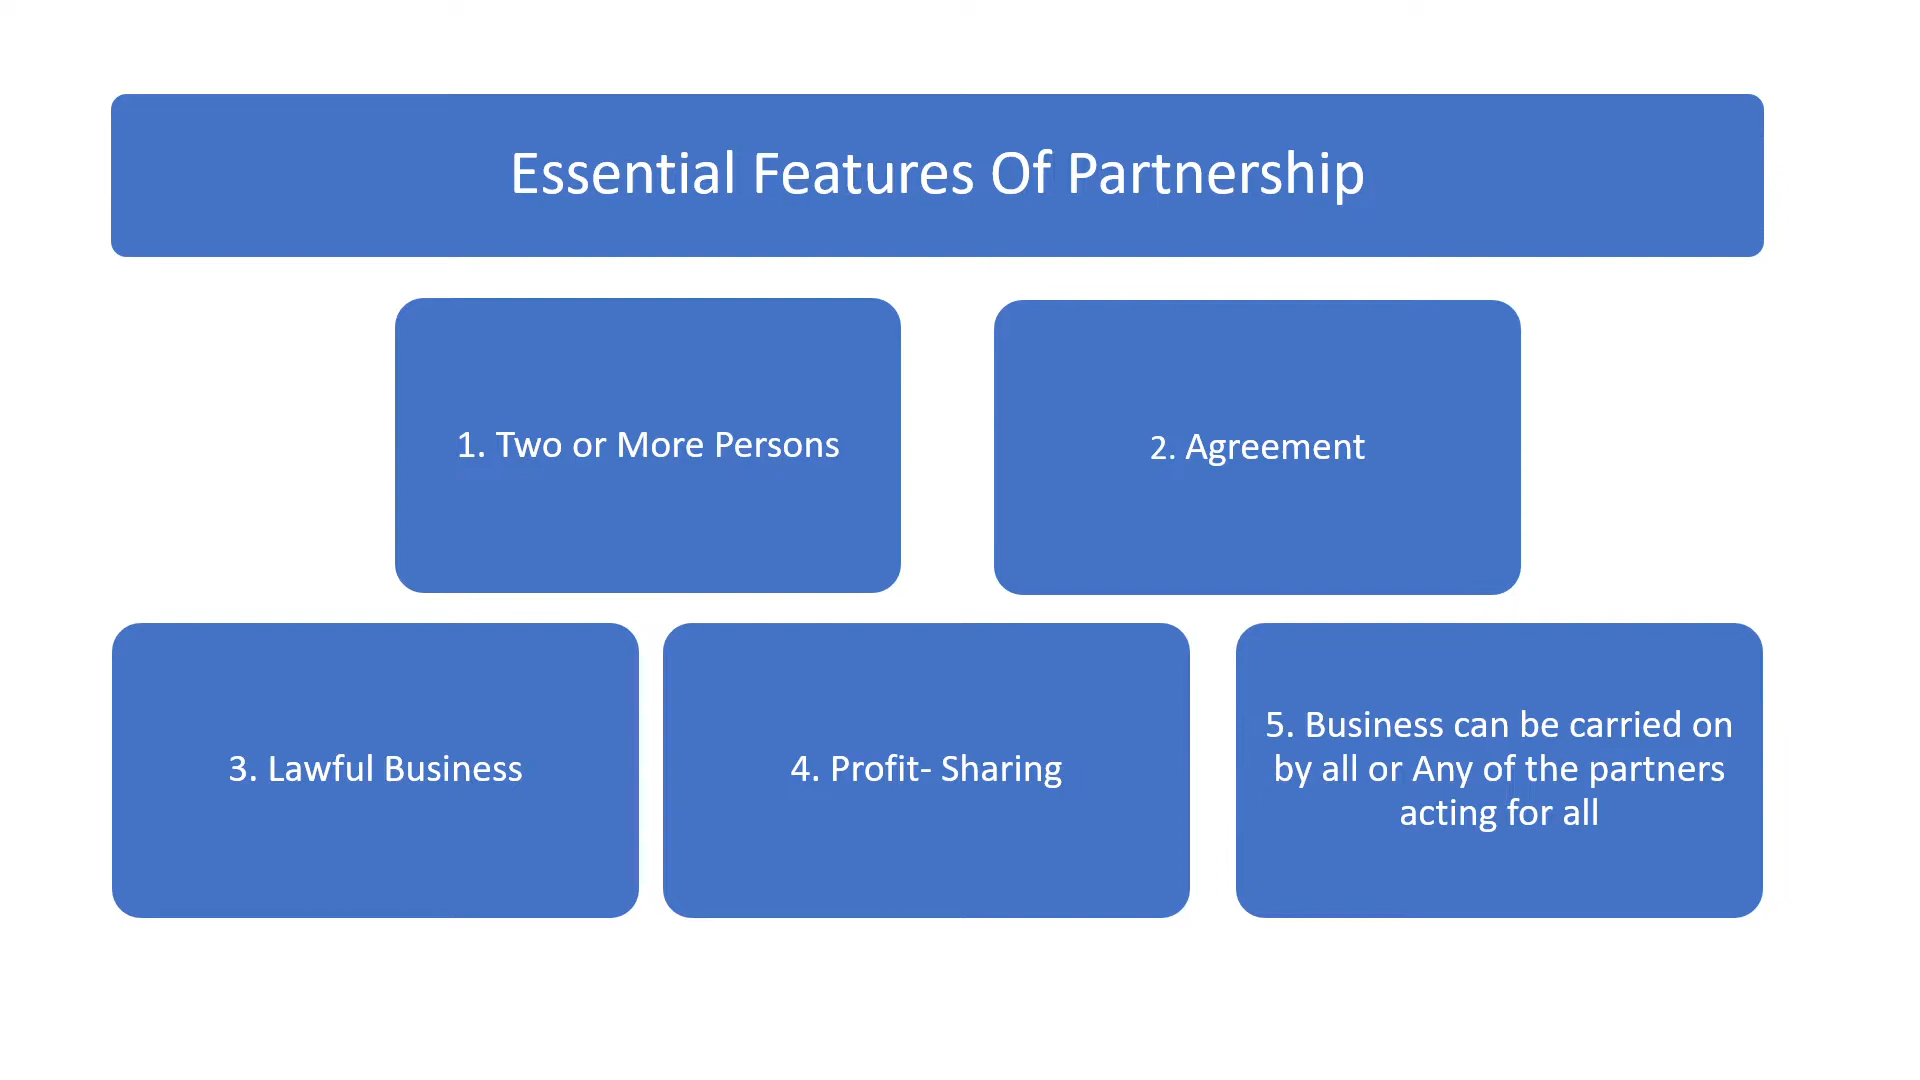 Essential Features Of Partnership
1. Two or More Persons
2. Agreement
3. Lawful Business
4. Profit- Sharing
5. Business can be carried on
by all or Any of the partners
acting for all